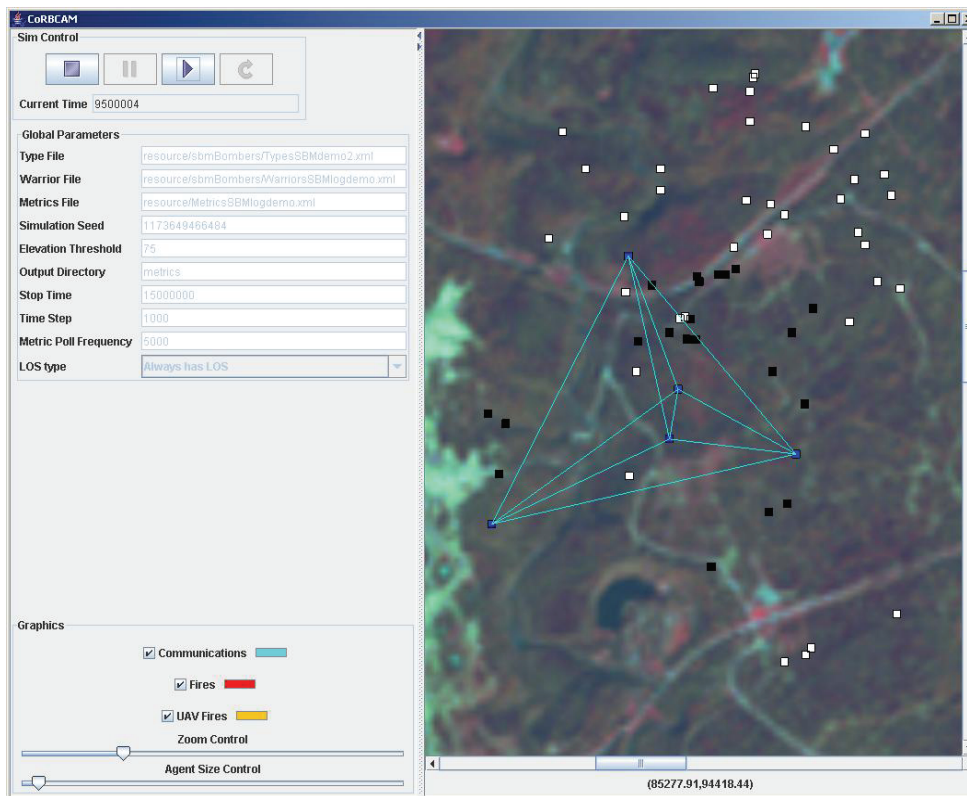 CoRBCAM
Sim Control
Current Time 9500004
Global Parameters
Type File resource/sbmBombers/TypesSBMdemo2.xml
Warrior File resource/sbmBombers/WarriorsSBMlogdemo.xml
Metrics File resource/MetricsSBMlogdemo.xml
Simulation Seed 1173649466484
Elevation Threshold 75
Output Directory metrics
Stop Time 15000000
Time Step 1000
Metric Poll Frequency 5000
LOS type Always has LOS
Graphics
Communications
Fires
UAV Fires
Zoom Control
Agent Size Control
(85277.91,94418.44)